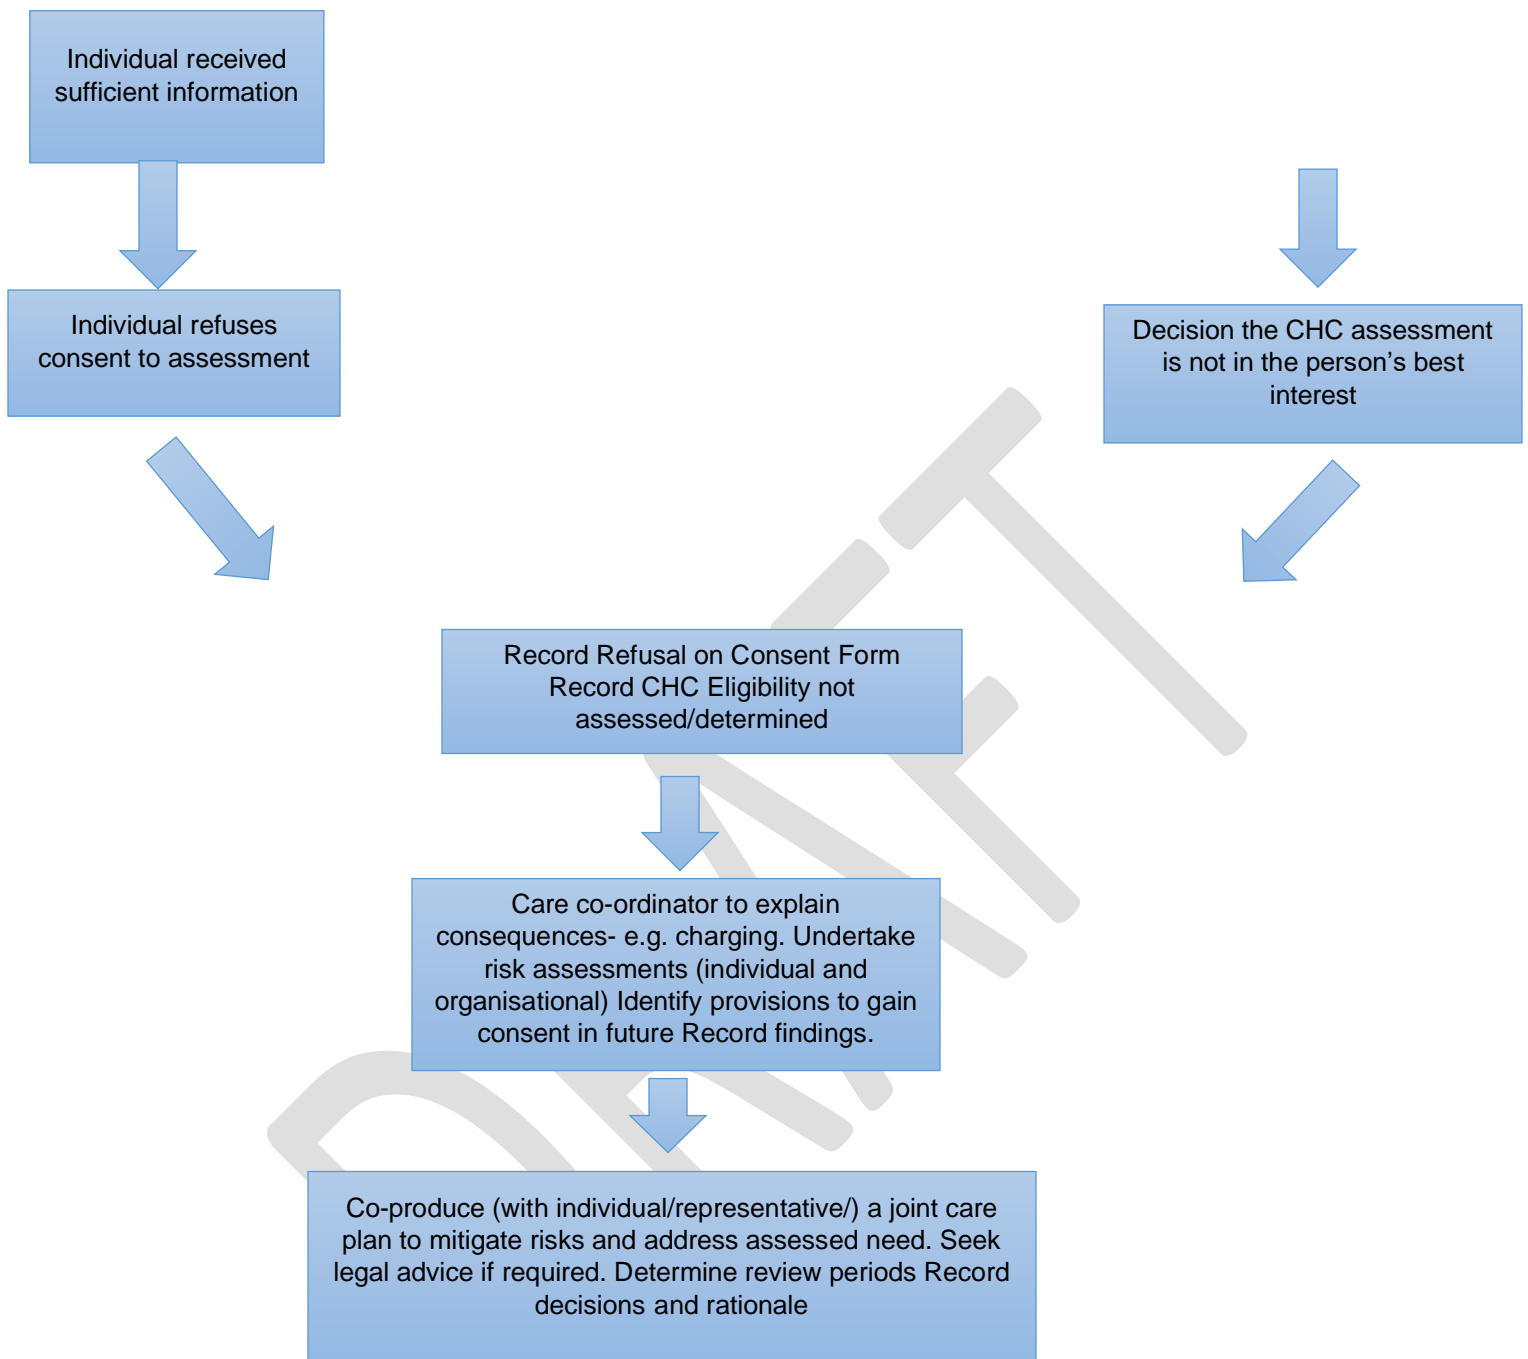 Individual received
sufficient information
Individual refuses
consent to assessment
Decision the CHC assessment
is not in the person’s best
interest
Record Refusal on Consent Form
Record CHC Eligibility not
assessed/determined
Care co-ordinator to explain
consequences- e.g. charging. Undertake
risk assessments (individual and
organisational) Identify provisions to gain
consent in future Record findings.
Co-produce (with individual/representative/) a joint care
plan to mitigate risks and address assessed need. Seek
legal advice if required. Determine review periods Record
decisions and rationale
DRAFT